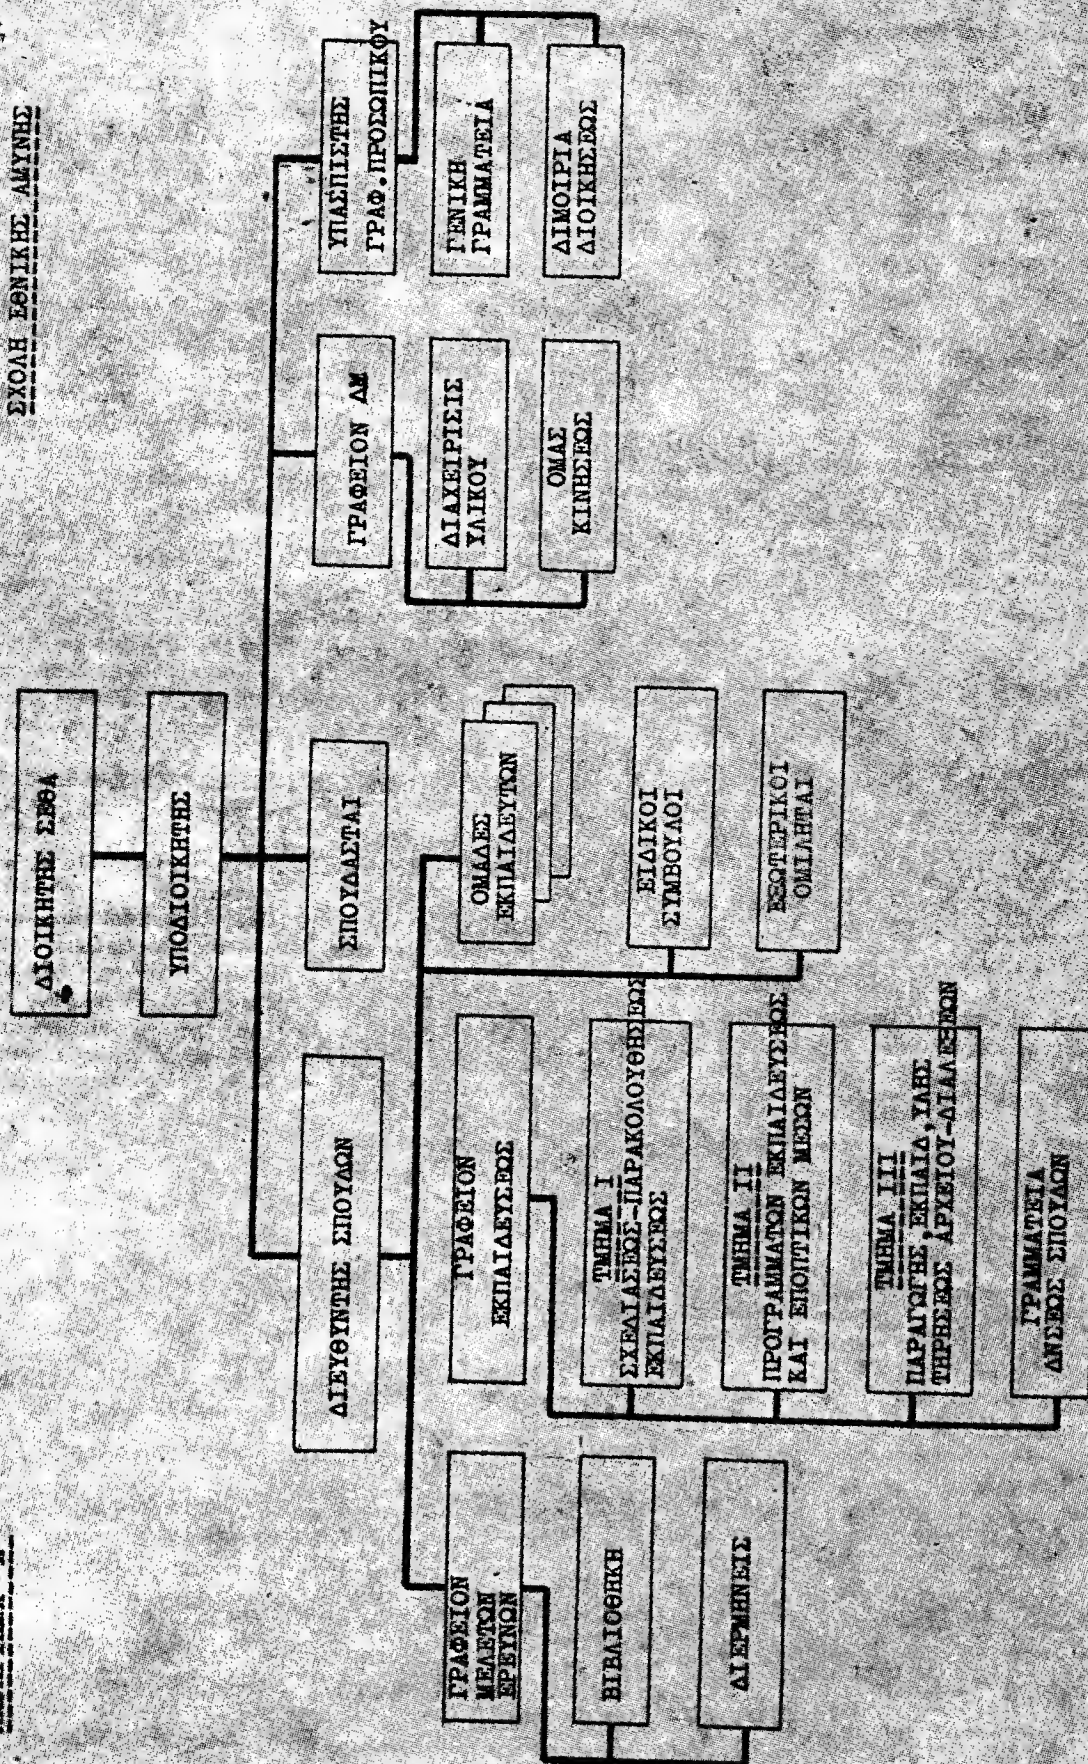 ΣΧΟΛΗ ΕΘΝΙΚΗΣ ΑΜΥΝΗΣ
ΔΙΟΙΚΗΤΗΣ ΣΕΘΑ
ΥΠΟΔΙΟΙΚΗΤΗΣ
ΔΙΕΥΘΥΝΤΗΣ ΣΠΟΥΔΩΝ
ΣΠΟΥΔΑΣΤΑΙ
ΓΡΑΦΕΙΟΝ ΔΜ
ΥΠΑΣΠΙΣΤΗΣ
ΓΡΑΦ.ΠΡΟΣΩΠΙΚΟΥ
ΓΡΑΦΕΙΟΝ
ΜΕΛΕΤΩΝ
ΕΡΕΥΝΩΝ
ΒΙΒΛΙΟΘΗΚΗ
ΔΙΕΡΜΗΝΕΙΣ
ΓΡΑΦΕΙΟΝ
ΕΚΠΑΙΔΕΥΣΕΩΣ
ΤΜΗΜΑ Ι
ΣΧΕΔΙΑΣΕΩΣ-ΠΑΡΑΚΟΛΟΥΘΗΣΕΩΣ
ΕΚΠΑΙΔΕΥΣΕΩΣ
ΤΜΗΜΑ ΙΙ
ΠΡΟΓΡΑΜΜΑΤΩΝ ΕΚΠΑΙΔΕΥΣΕΩΣ
ΚΑΙ ΕΠΟΠΤΙΚΩΝ ΜΕΣΩΝ
ΤΜΗΜΑ ΙΙΙ
ΠΑΡΑΓΩΓΗΣ ΕΚΠΑΙΔ,ΥΛΗΣ
ΤΗΡΗΣΕΩΣ ΑΡΧΕΙΟΥ-ΔΙΑΛΕΞΕΩΝ
ΓΡΑΜΜΑΤΕΙΑ
ΔΝΣΕΩΣ ΣΠΟΥΔΩΝ
ΟΜΑΔΕΣ
ΕΚΠΑΙΔΕΥΤΩΝ
ΕΙΔΙΚΟΙ
ΣΥΜΒΟΥΛΟΙ
ΕΞΩΤΕΡΙΚΟΙ
ΟΜΙΛΗΤΑΙ
ΔΙΑΧΕΙΡΙΣΙΣ
ΥΛΙΚΟΥ
ΟΜΑΣ
ΚΙΝΗΣΕΩΣ
ΓΕΝΙΚΗ
ΓΡΑΜΜΑΤΕΙΑ
ΔΙΜΟΙΡΙΑ
ΔΙΟΙΚΗΣΕΩΣ